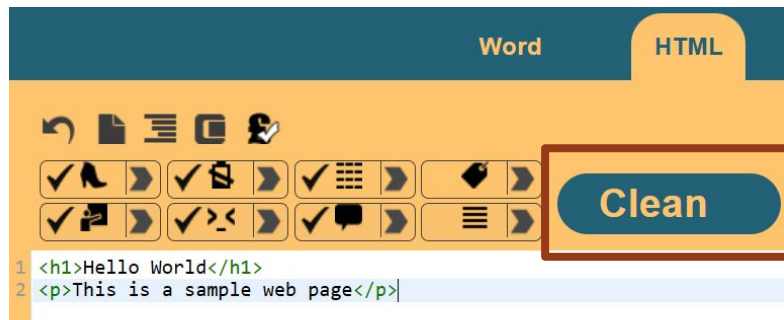 Word HTML
Clean
1 <h1>Hello World</h1>
2 <p>This is a sample web page</p>